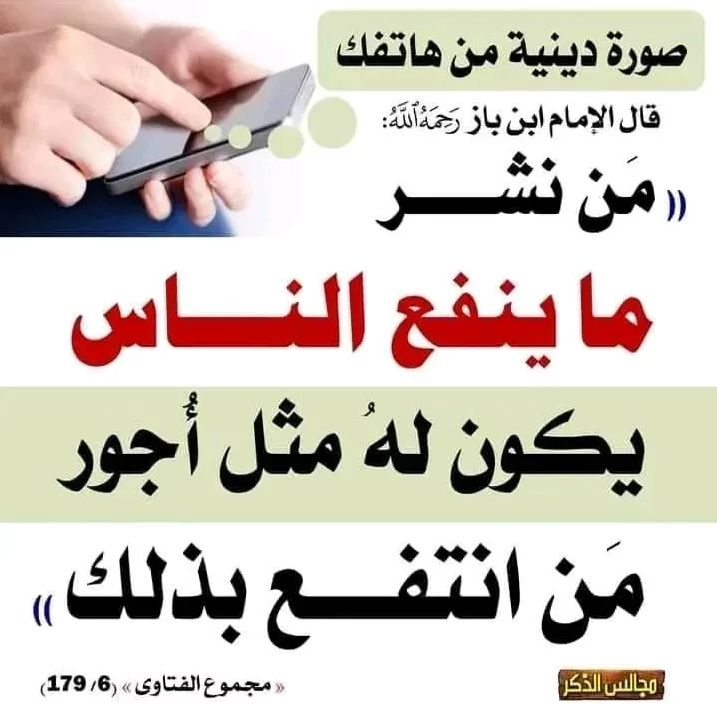 صورة دينية من هاتفك
قال الإمام ابن باز رَحِمَهُ ٱللَّهُ:
(( مَن نشـــر
ما ينفع النـــاس
يكون لهُ مثل أُجور
مَن انتفـــع بذلك ))
« مجموع الفتاوى » (6/ 179)
مجالس الذكر